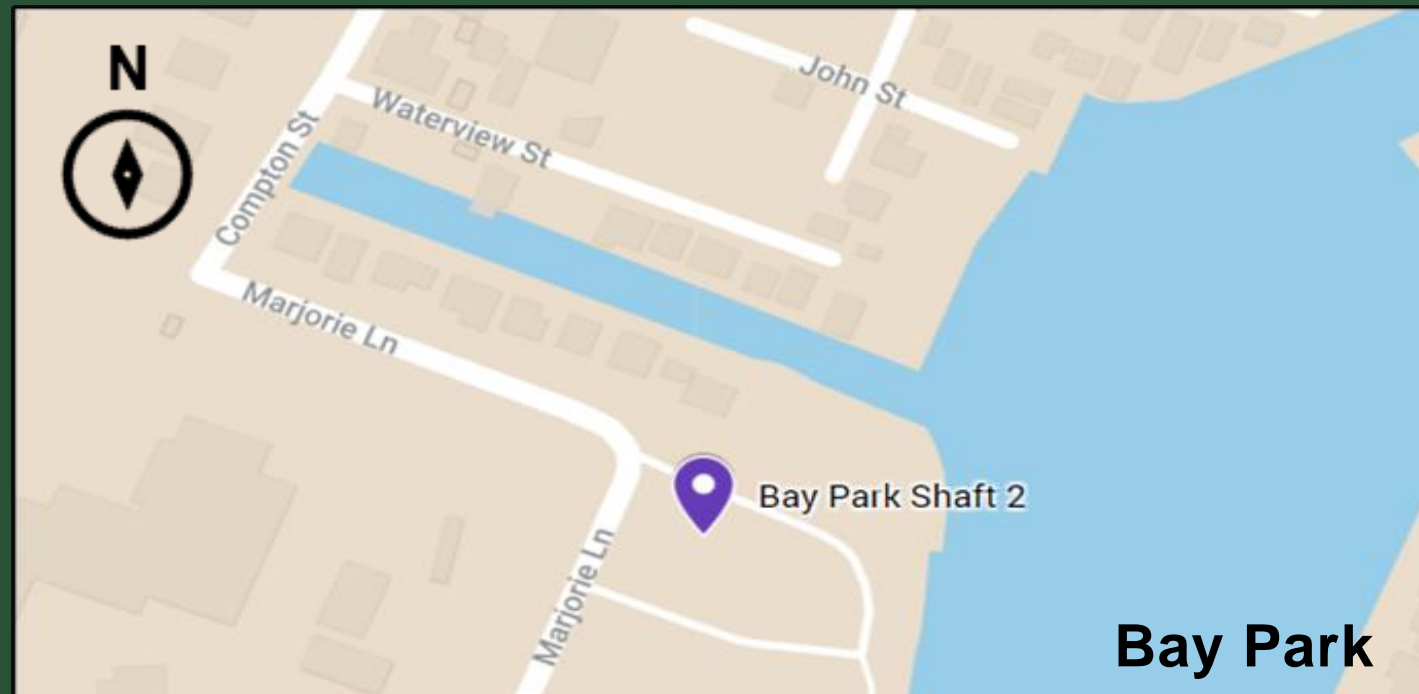 N
John St
Waterview St
Compton St
Marjorie Ln
Bay Park Shaft 2
Marjorie Ln
Bay Park